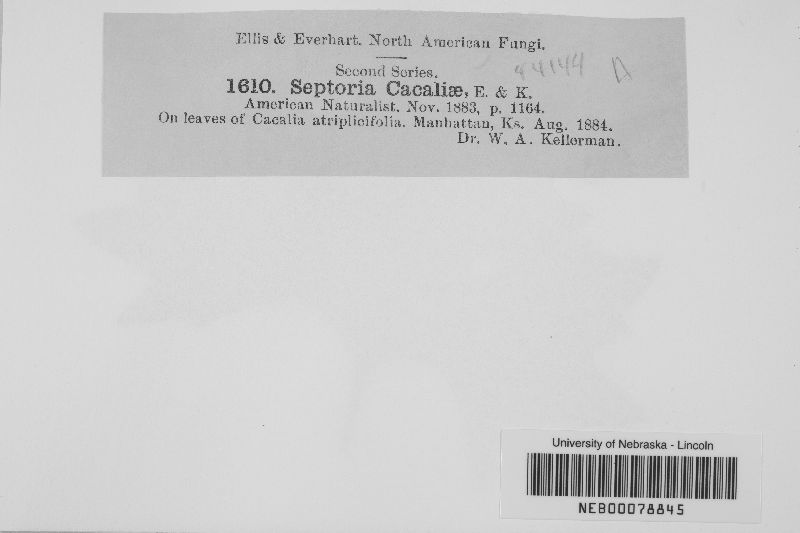 Ellis & Everhart. North American Fungi.
44144 A
Second Series.
1610. Septoria Cacaliæ, E. & K.
American Naturalist. Nov. 1883, p. 1164.
On leaves of Cacalia atriplicifolia. Manhattan, Ks. Aug. 1884.
Dr. W. A. Kellerman.
University of Nebraska - Lincoln
NEB00078845